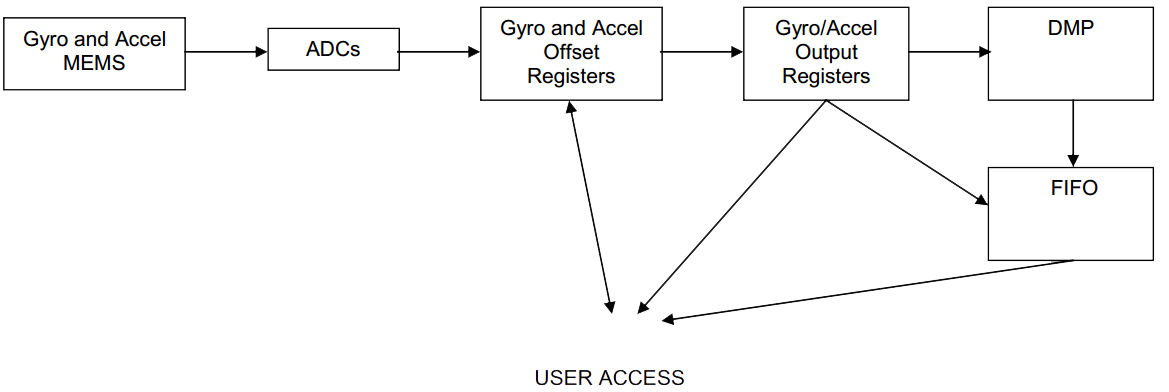 Gyro and Accel
MEMS
ADCs
Gyro and Accel
Offset
Registers
Gyro/Accel
Output
Registers
DMP
FIFO
USER ACCESS